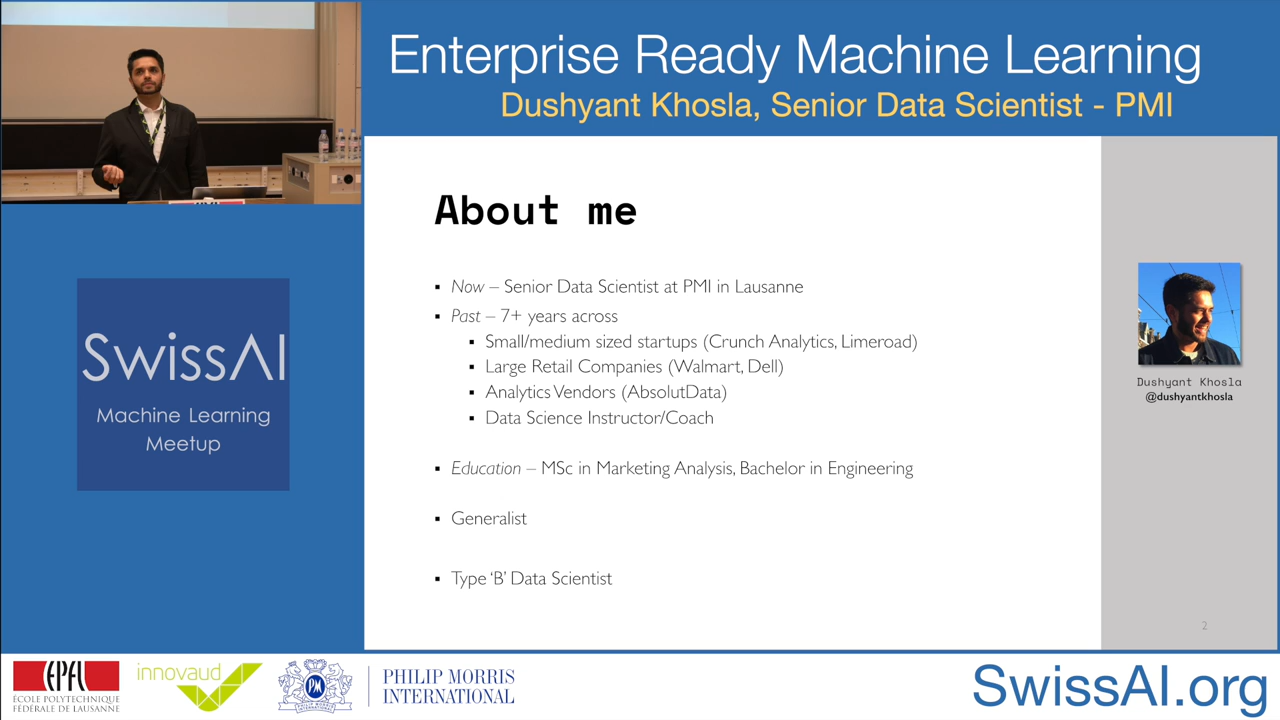 Enterprise Ready Machine Learning
Dushyant Khosla, Senior Data Scientist - PMI
About me
▪ Now – Senior Data Scientist at PMI in Lausanne
▪ Past – 7+ years across
▪ Small/medium sized startups (Crunch Analytics, Limeroad)
▪ Large Retail Companies (Walmart, Dell)
▪ Analytics Vendors (AbsolutData)
▪ Data Science Instructor/Coach
▪ Education – MSc in Marketing Analysis, Bachelor in Engineering
▪ Generalist
▪ Type ‘B’ Data Scientist
Dushyant Khosla
@dushyantkhosla
2
SwissΛI
Machine Learning
Meetup
EPFL
ÉCOLE POLYTECHNIQUE
FÉDÉRALE DE LAUSANNE
innovaud
PM
PHILIP MORRIS
INTERNATIONAL
SwissAI.org